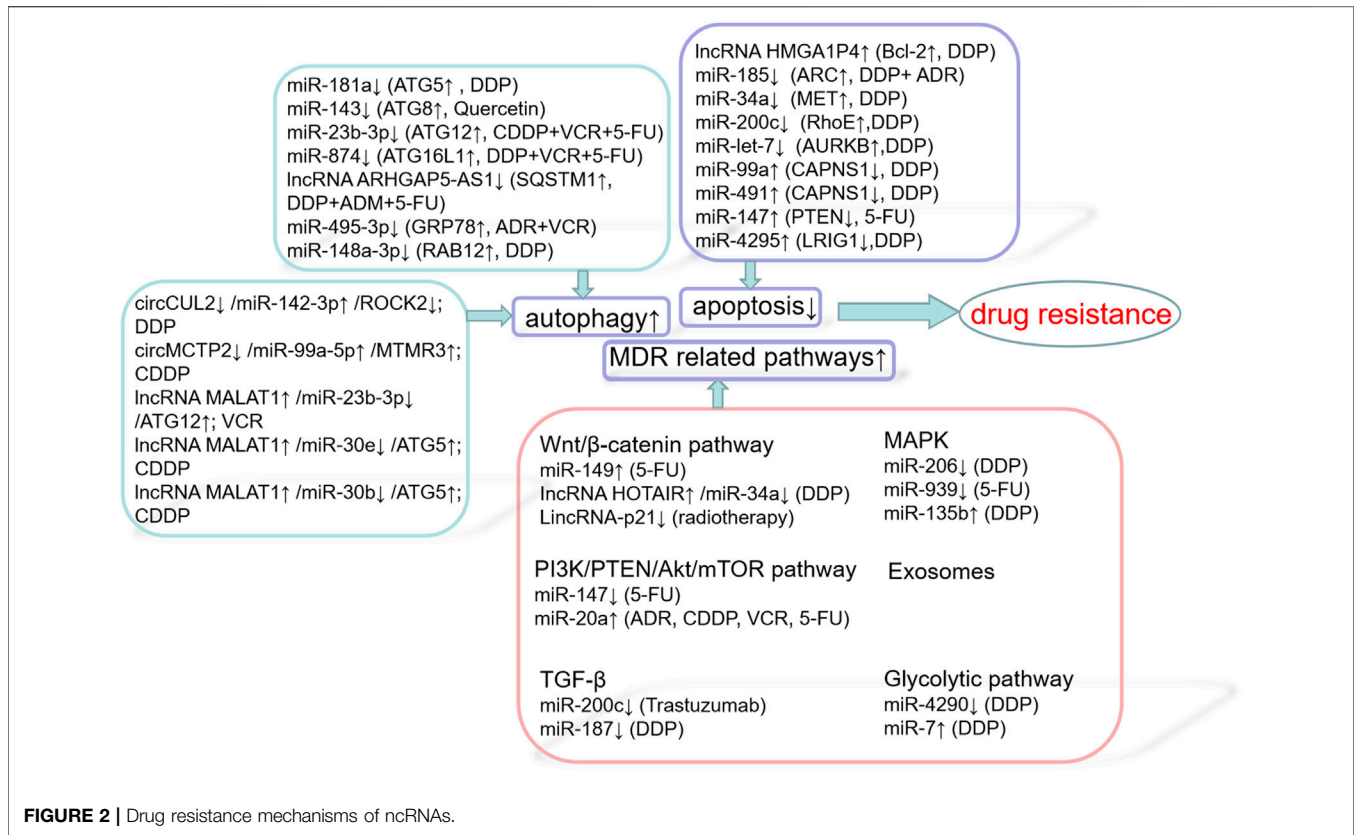 miR-181a↓ (ATG5↑ , DDP)
miR-143↓ (ATG8↑, Quercetin)
miR-23b-3p↓ (ATG12↑, CDDP+VCR+5-FU)
miR-874↓ (ATG16L1↑, DDP+VCR+5-FU)
lncRNA ARHGAP5-AS1↓ (SQSTM1↑,
DDP+ADM+5-FU)
miR-495-3p↓ (GRP78↑, ADR+VCR)
miR-148a-3p↓ (RAB12↑, DDP)
lncRNA HMGA1P4↑ (Bcl-2↑, DDP)
miR-185↓ (ARC↑, DDP+ ADR)
miR-34a↓ (MET↑, DDP)
miR-200c↓ (RhoE↑,DDP)
miR-let-7↓ (AURKB↑,DDP)
miR-99a↑ (CAPNS1↓, DDP)
miR-491↑ (CAPNS1↓, DDP)
miR-147↑ (PTEN↓, 5-FU)
miR-4295↑ (LRIG1↓,DDP)
circCUL2↓ /miR-142-3p↑ /ROCK2↓;
DDP
circMCTP2↓ /miR-99a-5p↑ /MTMR3↑;
CDDP
lncRNA MALAT1↑ /miR-23b-3p↓
/ATG12↑; VCR
lncRNA MALAT1↑ /miR-30e↓ /ATG5↑;
CDDP
lncRNA MALAT1↑ /miR-30b↓ /ATG5↑;
CDDP
autophagy↑
apoptosis↓
drug resistance
MDR related pathways↑
Wnt/β-catenin pathway
miR-149↑ (5-FU)
lncRNA HOTAIR↑ /miR-34a↓ (DDP)
LincRNA-p21↓ (radiotherapy)
MAPK
miR-206↓ (DDP)
miR-939↓ (5-FU)
miR-135b↑ (DDP)
PI3K/PTEN/Akt/mTOR pathway
miR-147↓ (5-FU)
miR-20a↑ (ADR, CDDP, VCR, 5-FU)
Exosomes
TGF-β
miR-200c↓ (Trastuzumab)
miR-187↓ (DDP)
Glycolytic pathway
miR-4290↓ (DDP)
miR-7↑ (DDP)
FIGURE 2 | Drug resistance mechanisms of ncRNAs.